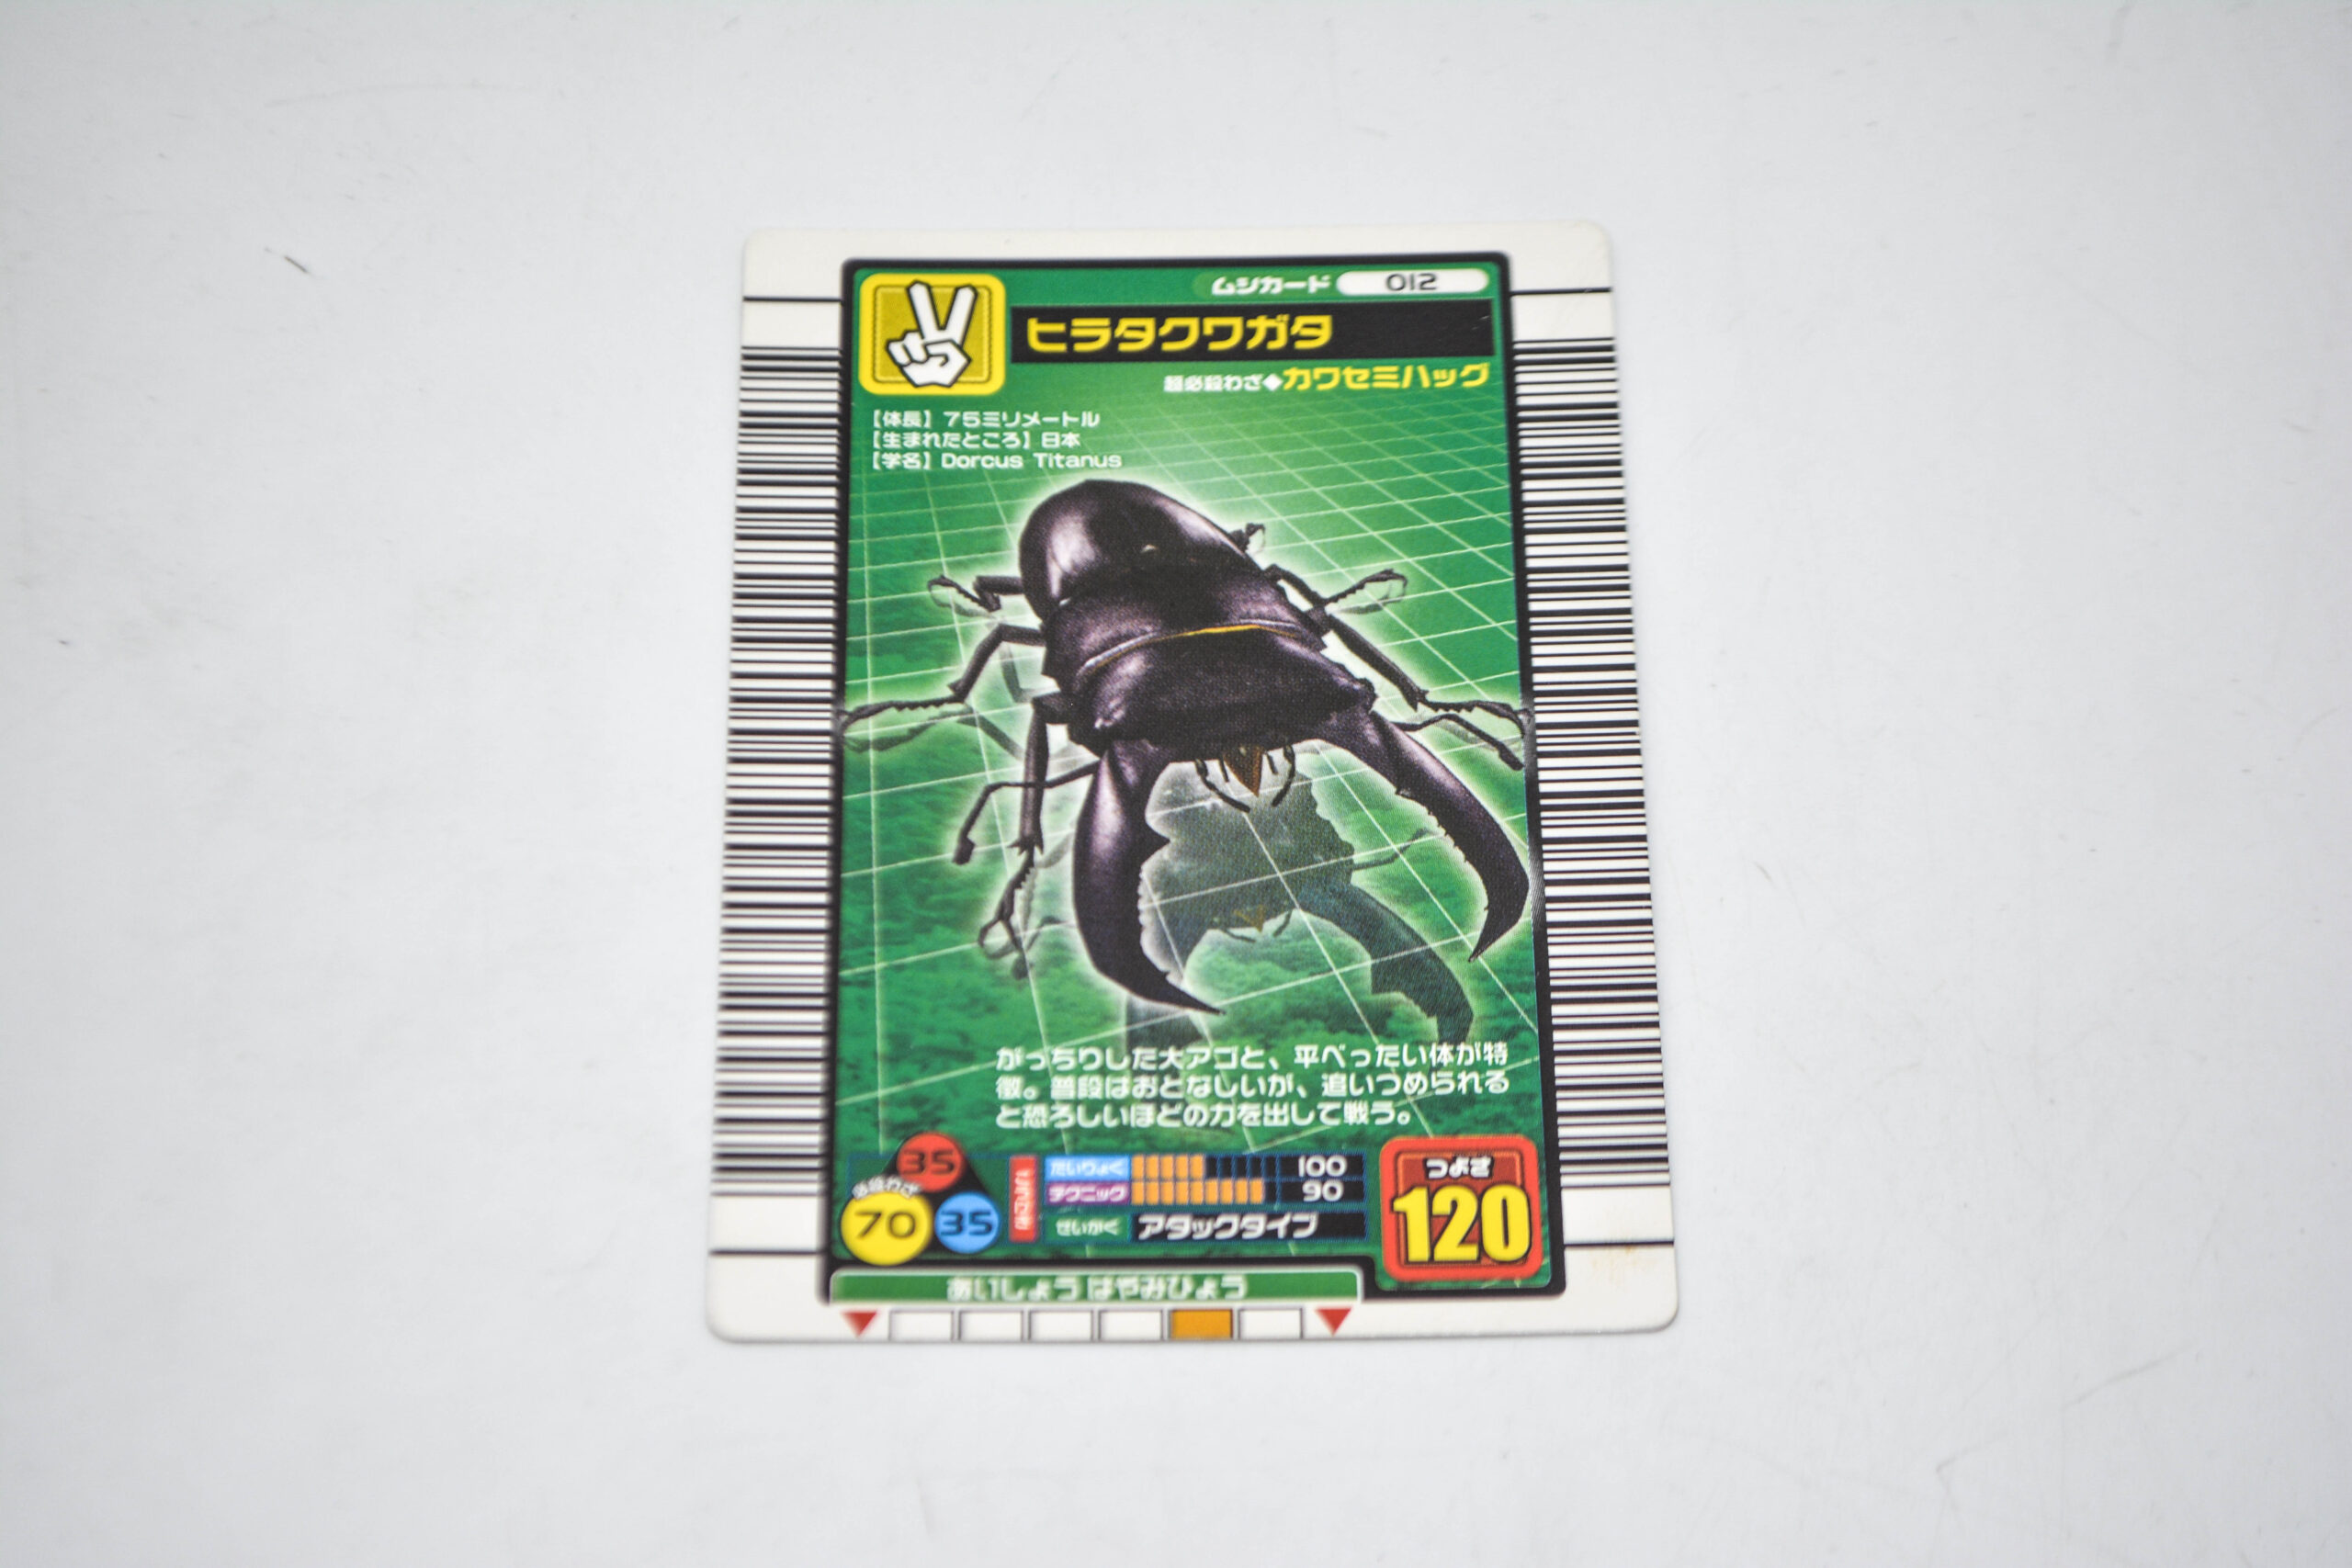 ムシカード 012
ヒラタクワガタ
超必殺わざ◆カワセミハッグ
【体長】75ミリメートル
【生まれたところ】日本
【学名】Dorcus Titanus
がっちりした大アゴと、平べったい体が特
徴。普段はおとなしいが、追いつめられる
と恐ろしいほどの力を出して戦う。
35
必殺わざ
70 35
たいりょく 100
テクニック 90
せいかく アタックタイプ
つよさ
120
あいしょう はやみひょう